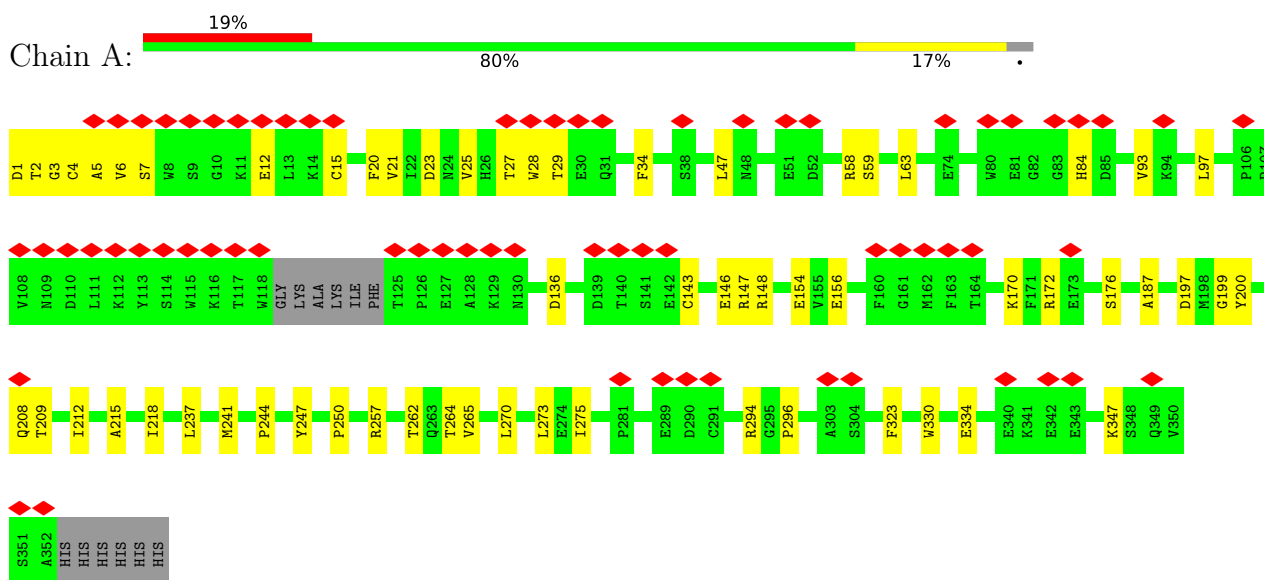 19%
Chain A:
80% 17% •
D1 T2 G3 C4 A5 V6 S7 W8 S9 G10 K11 E12 L13 K14 C15 F20 V21 I22 D23 N24 V25 H26 T27 W28 T29 E30 Q31 F34 S38 L47 N48 E51 D52 R58 S59 L63 E74 W80 E81 G82 G83 H84 D85 V93 K94 L97 P106 D107
V108 N109 D110 L111 K112 Y113 S114 W115 K116 T117 W118 GLY LYS ALA LYS ILE PHE T125 P126 E127 A128 K129 N130 D136 D139 T140 S141 E142 C143 E146 R147 R148 E154 V155 E156 F160 G161 M162 F163 T164 K170 F171 R172 E173 S176 A187 D197 M198 G199 Y200
Q208 T209 I212 A215 I218 L237 M241 P244 Y247 P250 R257 T262 Q263 T264 V265 L270 L273 E274 I275 P281 E289 D290 C291 R294 G295 P296 A303 S304 F323 W330 E334 E340 K341 E342 E343 K347 S348 Q349 V350
S351 A352 HIS HIS HIS HIS HIS HIS